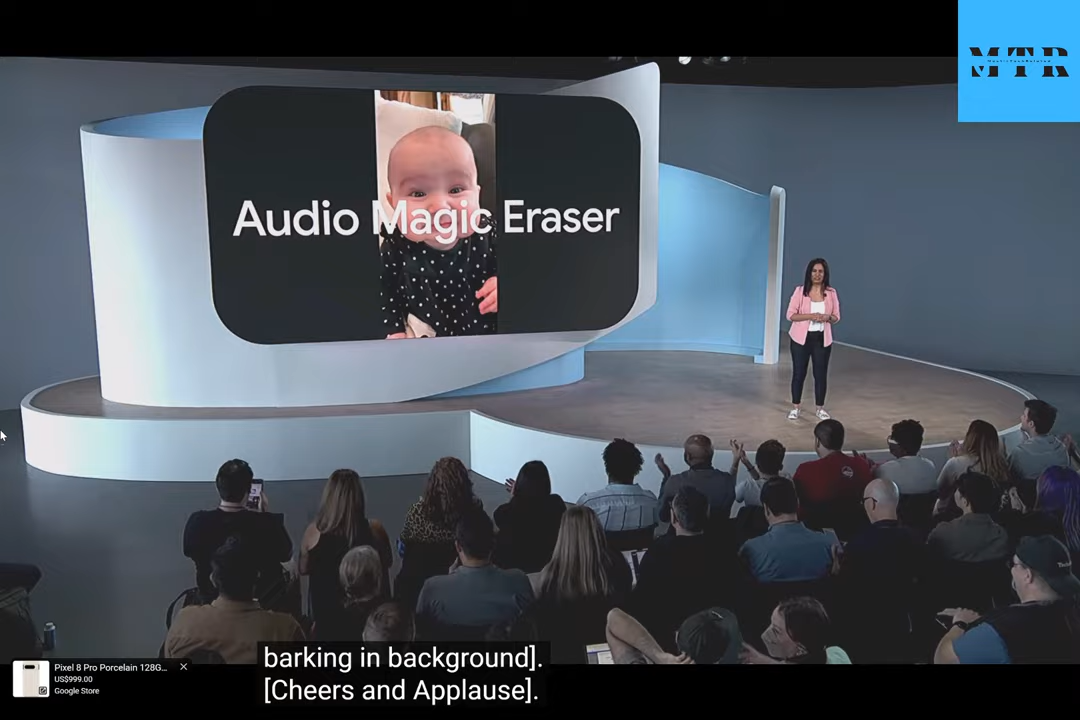 MTR
Audio Magic Eraser
barking in background].
[Cheers and Applause].
Pixel 8 Pro Porcelain 128G...
US$999.00
Google Store